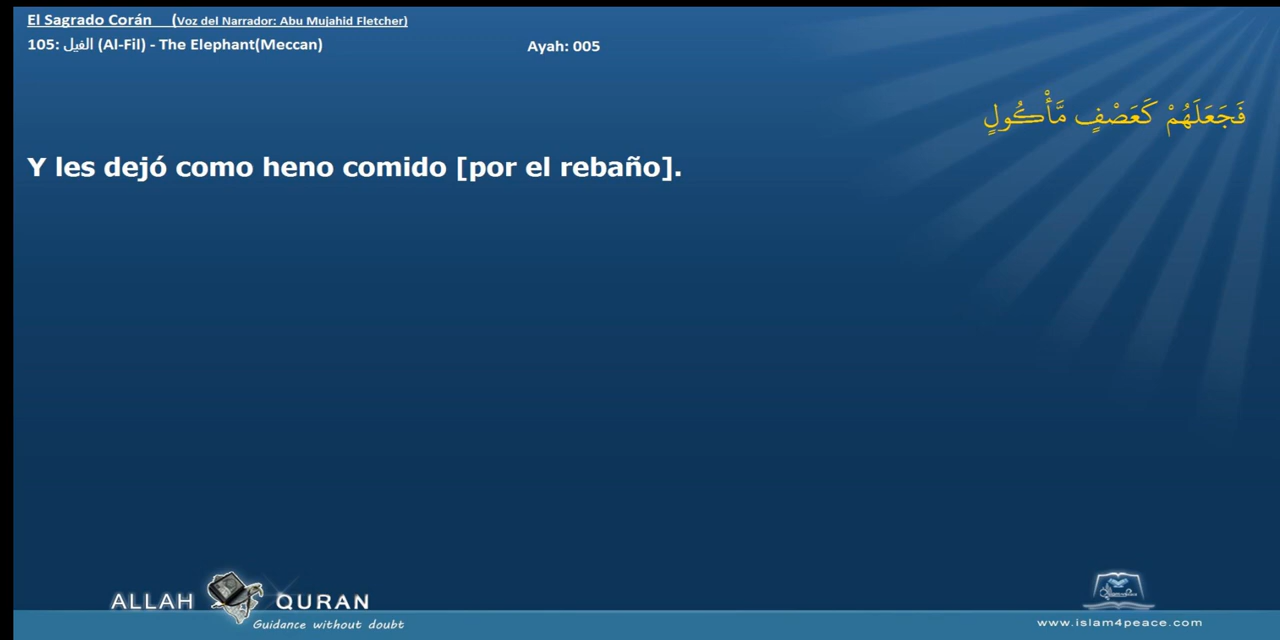 El Sagrado Corán (Voz del Narrador: Abu Mujahid Fletcher)
105: الفيل (Al-Fil) - The Elephant(Meccan) Ayah: 005
فَجَعَلَهُمْ كَعَصْفٍ مَّأْكُولٍ
Y les dejó como heno comido [por el rebaño].
ALLAH QURAN
Guidance without doubt
www.islam4peace.com